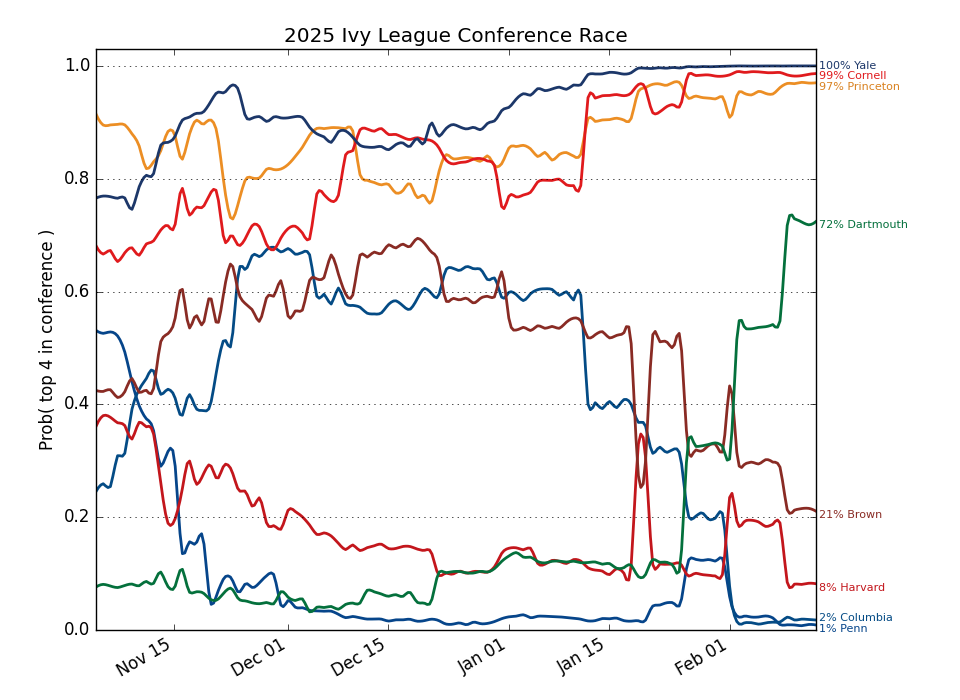 2025 Ivy League Conference Race
Prob( top 4 in conference )
1.0
0.8
0.6
0.4
0.2
0.0
Nov 15
Dec 01
Dec 15
Jan 01
Jan 15
Feb 01
100% Yale
99% Cornell
97% Princeton
72% Dartmouth
21% Brown
8% Harvard
2% Columbia
1% Penn